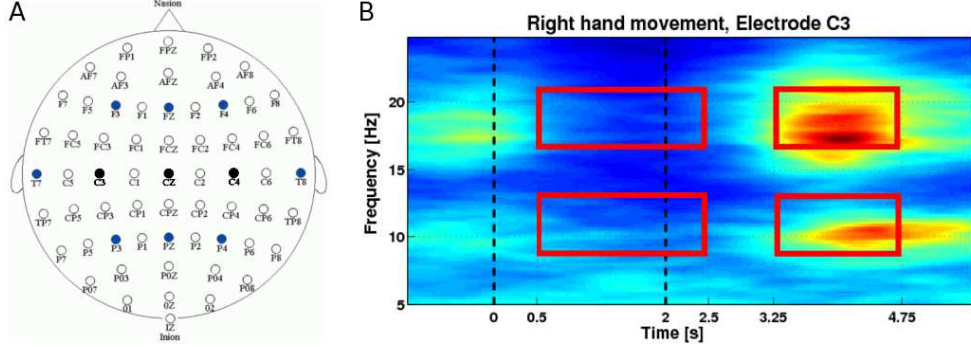 A
Nasion
FP1 FPZ FP2
AF7 AF3 AFZ AF4 AF8
F7 F5 F3 F1 FZ F2 F4 F6 F8
FT7 FC5 FC3 FC1 FCZ FC2 FC4 FC6 FT8
T7 C5 C3 C1 CZ C2 C4 C6 T8
TP7 CP5 CP3 CP1 CPZ CP2 CP4 CP6 TP8
P7 P5 P3 P1 PZ P2 P4 P6 P8
P07 P03 P0Z P04 P08
01 0Z 02
IZ
Inion
B
Right hand movement, Electrode C3
Frequency [Hz]
20
15
10
5
0 0.5 2 2.5 3.25 4.75
Time [s]